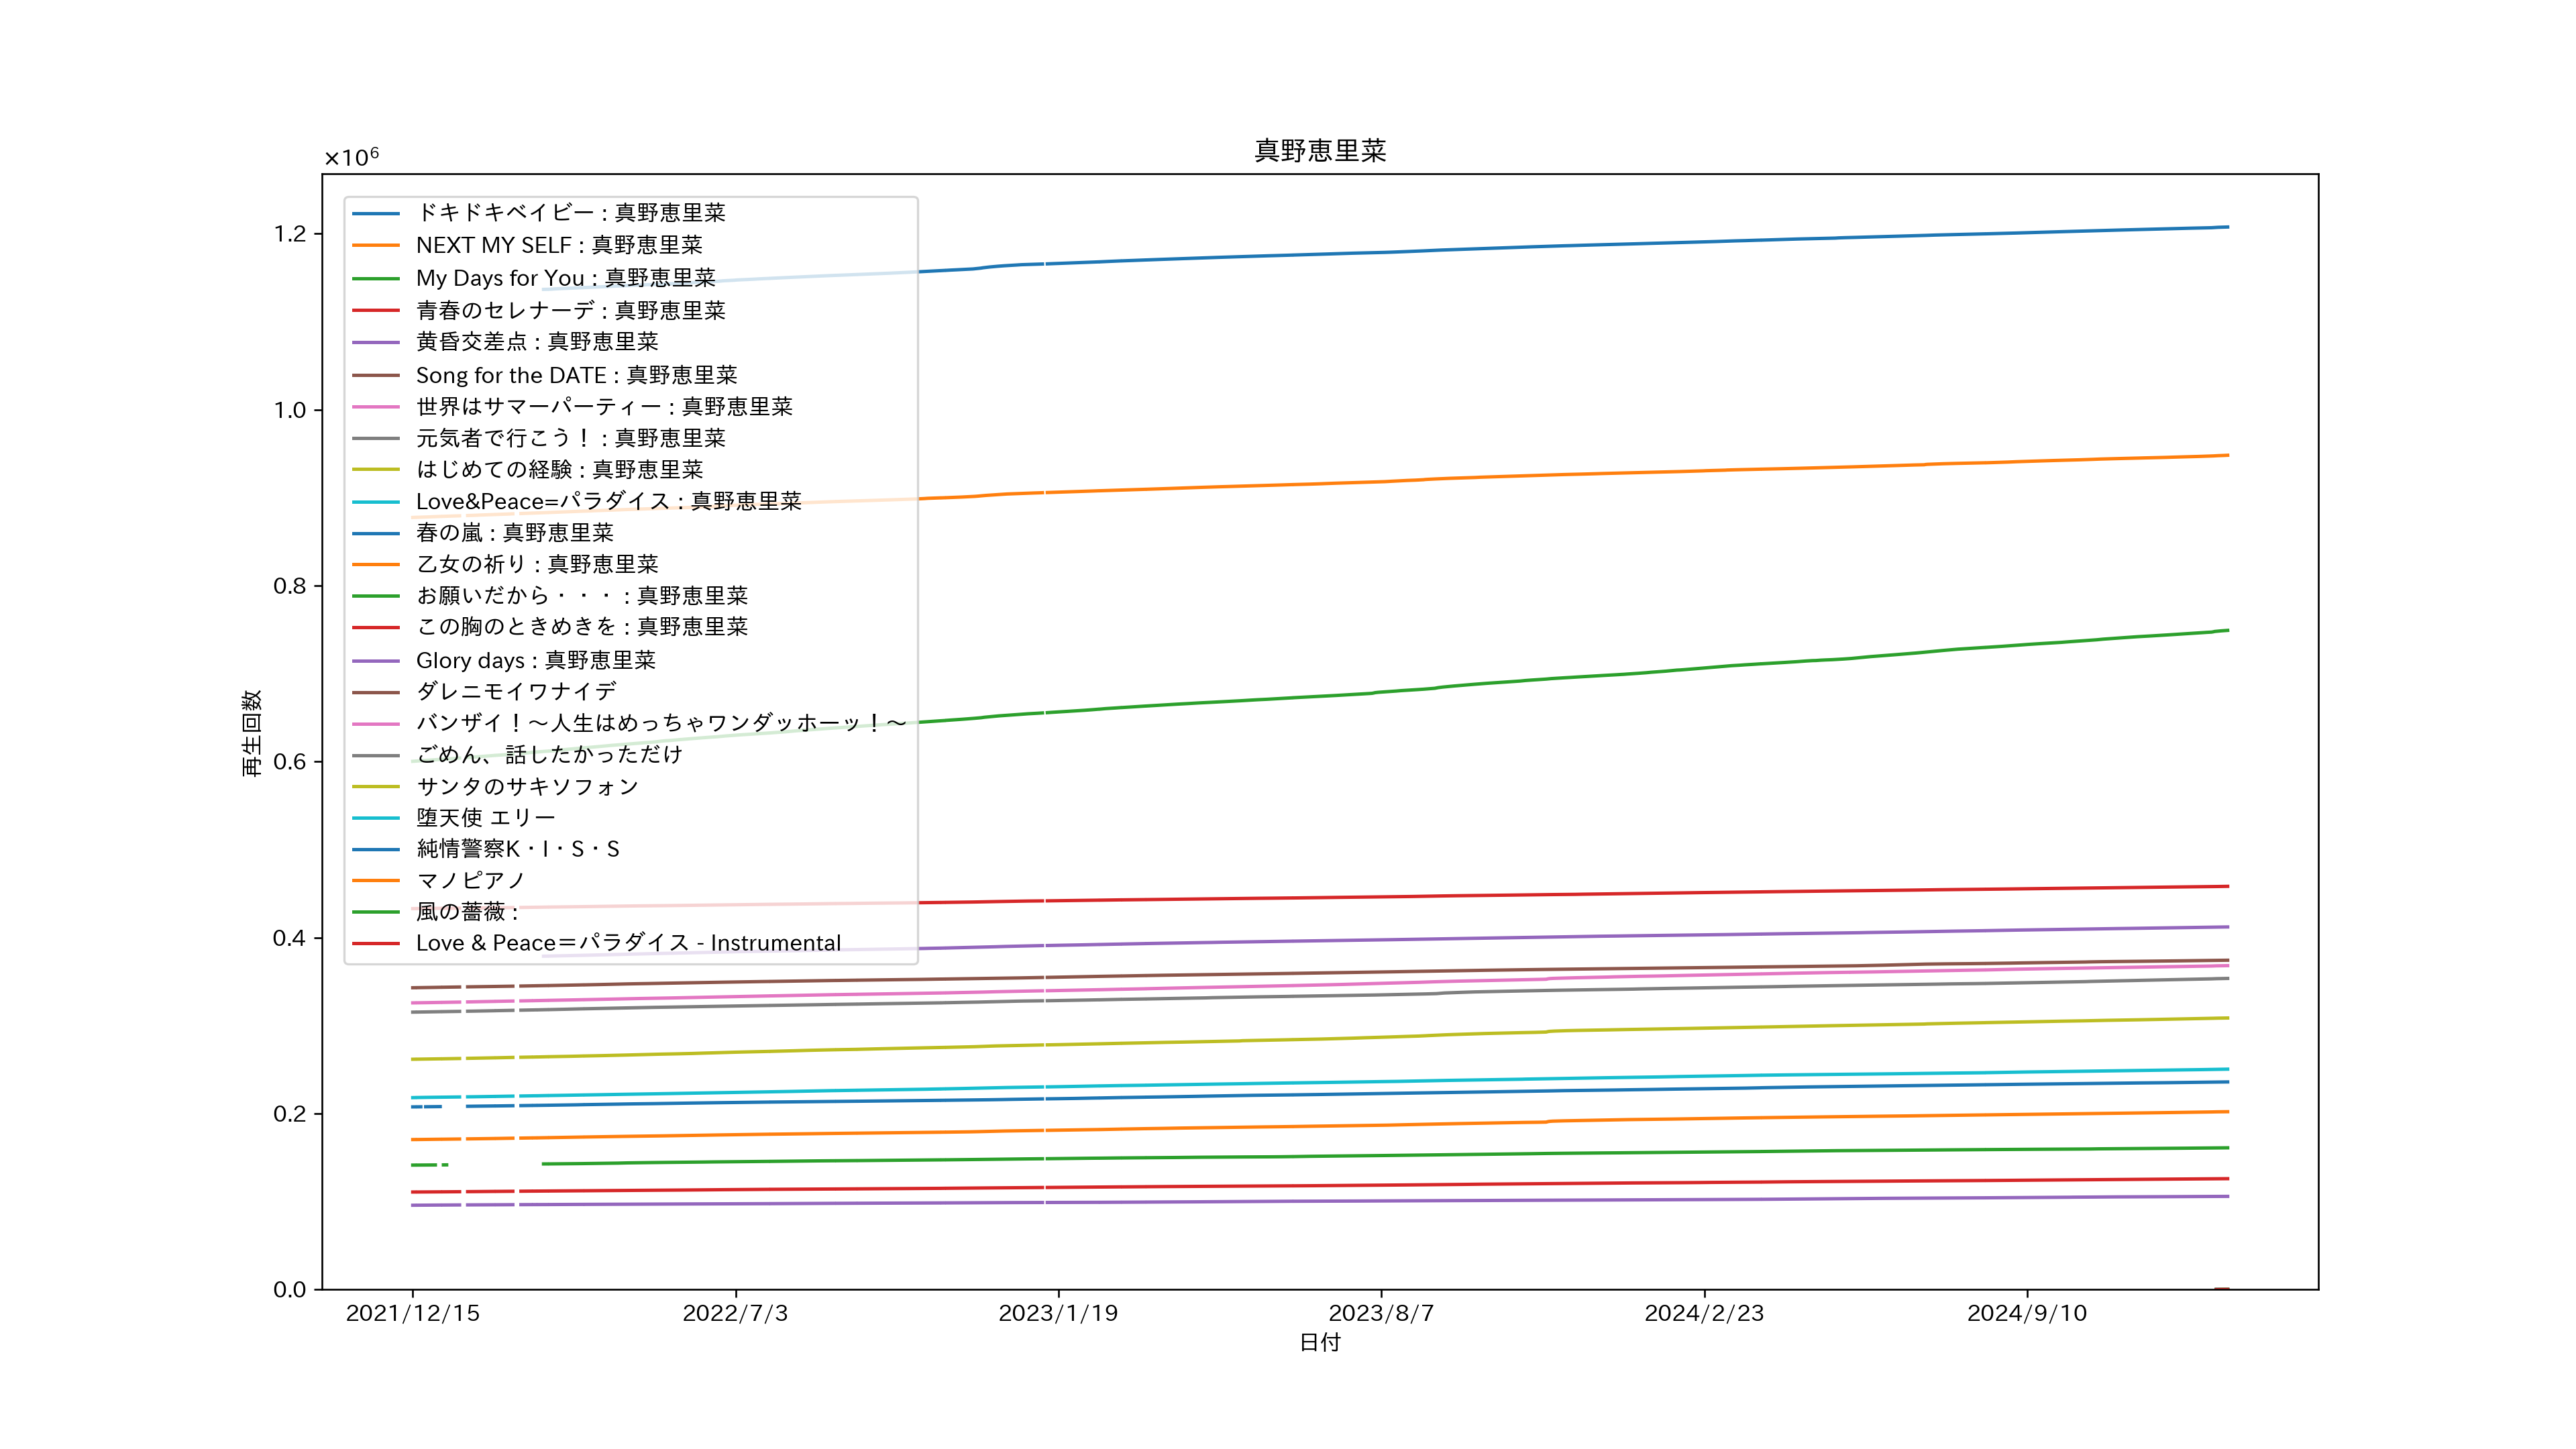 真野恵里菜
×10⁶
ドキドキベイビー : 真野恵里菜
NEXT MY SELF : 真野恵里菜
My Days for You : 真野恵里菜
青春のセレナーデ : 真野恵里菜
黄昏交差点 : 真野恵里菜
Song for the DATE : 真野恵里菜
世界はサマーパーティー : 真野恵里菜
元気者で行こう！ : 真野恵里菜
はじめての経験 : 真野恵里菜
Love&Peace=パラダイス : 真野恵里菜
春の嵐 : 真野恵里菜
乙女の祈り : 真野恵里菜
お願いだから・・・ : 真野恵里菜
この胸のときめきを : 真野恵里菜
Glory days : 真野恵里菜
ダレニモイワナイデ
バンザイ！～人生はめっちゃワンダッホーッ！～
ごめん、話したかっただけ
サンタのサキソフォン
堕天使 エリー
純情警察K・I・S・S
マノピアノ
風の薔薇 :
Love & Peace＝パラダイス - Instrumental
1.2
1.0
0.8
0.6
0.4
0.2
0.0
再生回数
2021/12/15
2022/7/3
2023/1/19
2023/8/7
2024/2/23
2024/9/10
日付